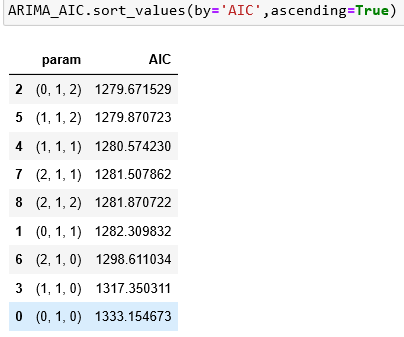 ARIMA_AIC.sort_values(by='AIC',ascending=True)
param AIC
2 (0, 1, 2) 1279.671529
5 (1, 1, 2) 1279.870723
4 (1, 1, 1) 1280.574230
7 (2, 1, 1) 1281.507862
8 (2, 1, 2) 1281.870722
1 (0, 1, 1) 1282.309832
6 (2, 1, 0) 1298.611034
3 (1, 1, 0) 1317.350311
0 (0, 1, 0) 1333.154673